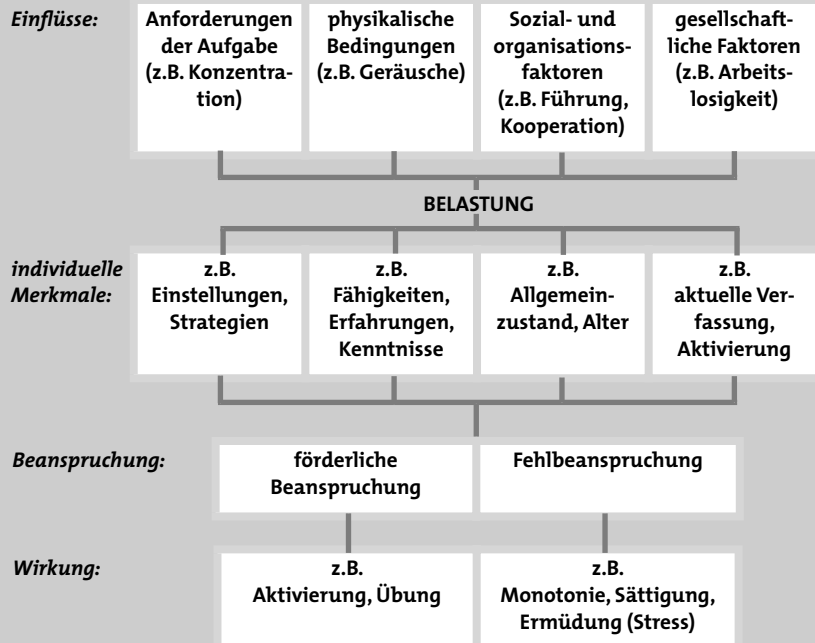 Einflüsse:
Anforderungen
der Aufgabe
(z.B. Konzentra-
tion)
physikalische
Bedingungen
(z.B. Geräusche)
Sozial- und
organisations-
faktoren
(z.B. Führung,
Kooperation)
gesellschaft-
liche Faktoren
(z.B. Arbeits-
losigkeit)
BELASTUNG
individuelle
Merkmale:
z.B.
Einstellungen,
Strategien
z.B.
Fähigkeiten,
Erfahrungen,
Kenntnisse
z.B.
Allgemein-
zustand, Alter
z.B.
aktuelle Ver-
fassung,
Aktivierung
Beanspruchung:
förderliche
Beanspruchung
Fehlbeanspruchung
Wirkung:
z.B.
Aktivierung, Übung
z.B.
Monotonie, Sättigung,
Ermüdung (Stress)